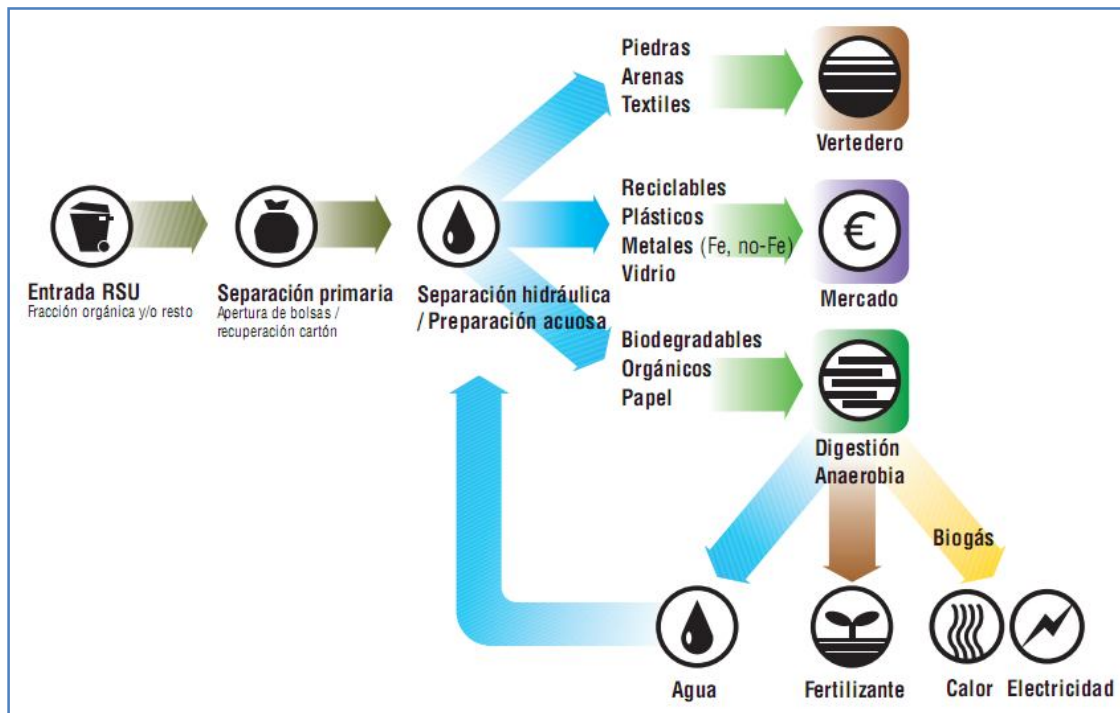 Entrada RSU
Fracción orgánica y/o resto
Separación primaria
Apertura de bolsas /
recuperación cartón
Separación hidráulica
/ Preparación acuosa
Piedras
Arenas
Textiles
Vertedero
Reciclables
Plásticos
Metales (Fe, no-Fe)
Vidrio
€
Mercado
Biodegradables
Orgánicos
Papel
Digestión
Anaerobia
Biogás
Agua
Fertilizante
Calor
Electricidad